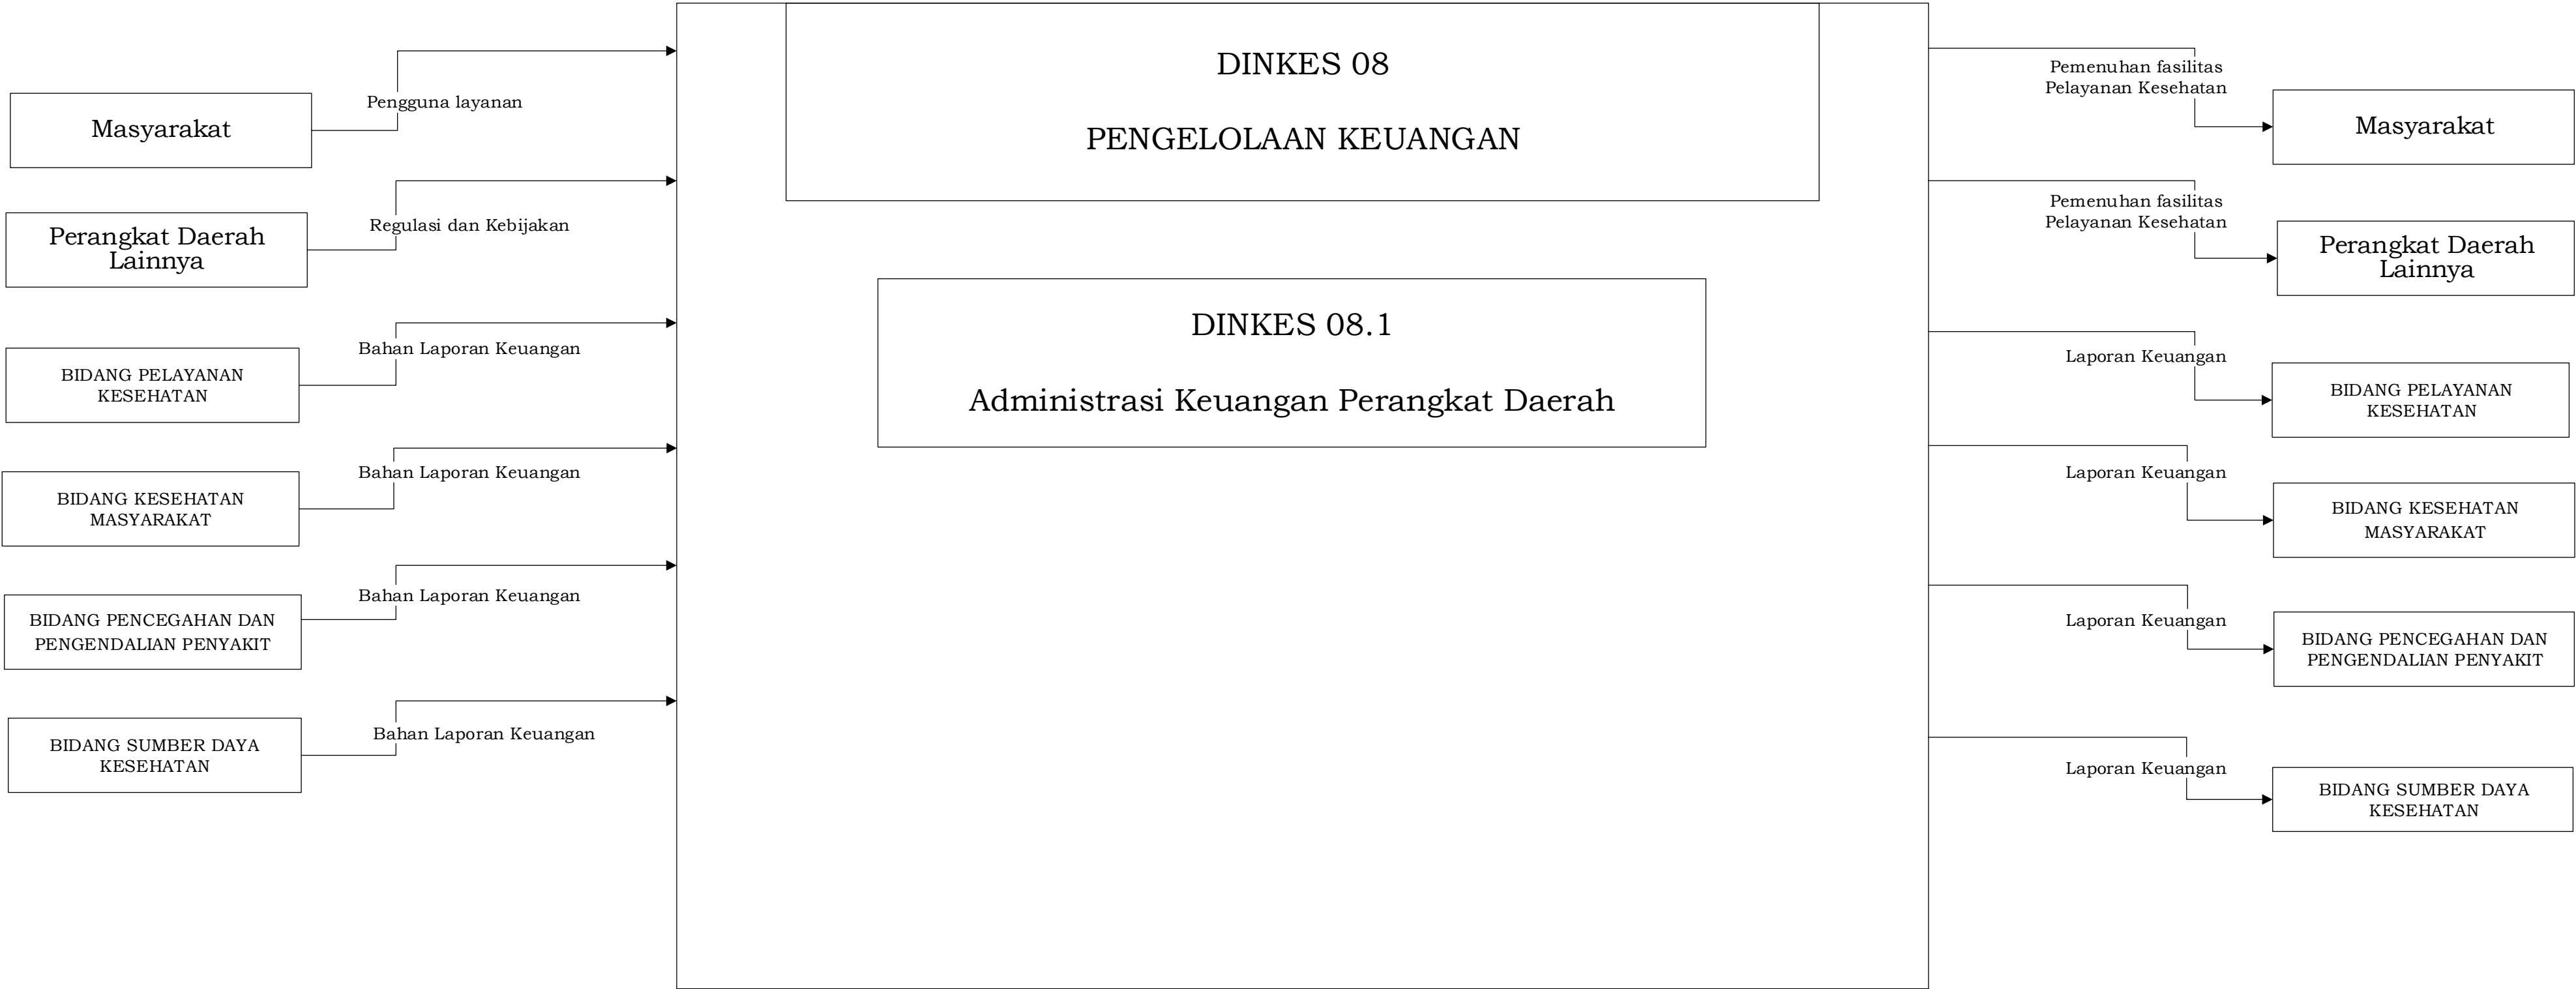 Masyarakat
Pengguna layanan
Perangkat Daerah
Lainnya
Regulasi dan Kebijakan
BIDANG PELAYANAN
KESEHATAN
Bahan Laporan Keuangan
BIDANG KESEHATAN
MASYARAKAT
Bahan Laporan Keuangan
BIDANG PENCEGAHAN DAN
PENGENDALIAN PENYAKIT
Bahan Laporan Keuangan
BIDANG SUMBER DAYA
KESEHATAN
Bahan Laporan Keuangan
DINKES 08
PENGELOLAAN KEUANGAN
DINKES 08.1
Administrasi Keuangan Perangkat Daerah
Pemenuhan fasilitas
Pelayanan Kesehatan
Masyarakat
Pemenuhan fasilitas
Pelayanan Kesehatan
Perangkat Daerah
Lainnya
Laporan Keuangan
BIDANG PELAYANAN
KESEHATAN
Laporan Keuangan
BIDANG KESEHATAN
MASYARAKAT
Laporan Keuangan
BIDANG PENCEGAHAN DAN
PENGENDALIAN PENYAKIT
Laporan Keuangan
BIDANG SUMBER DAYA
KESEHATAN